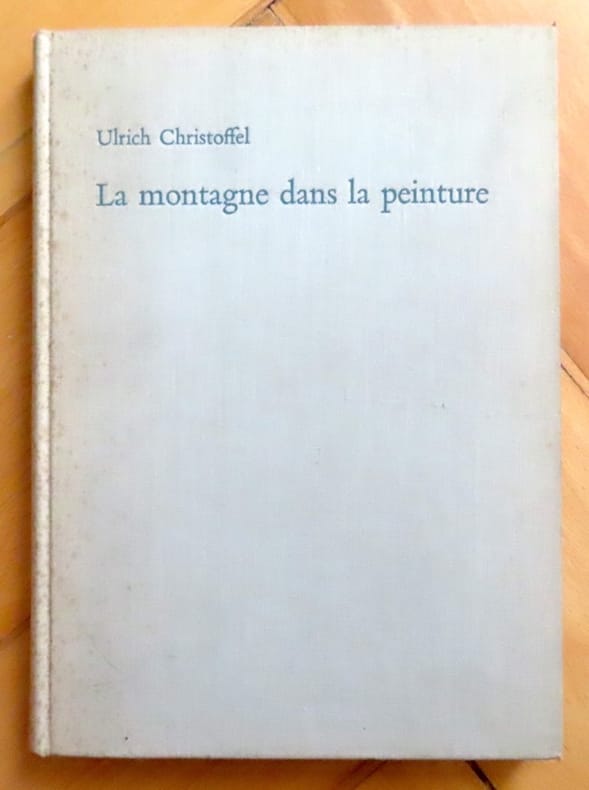 Ulrich Christoffel
La montagne dans la peinture